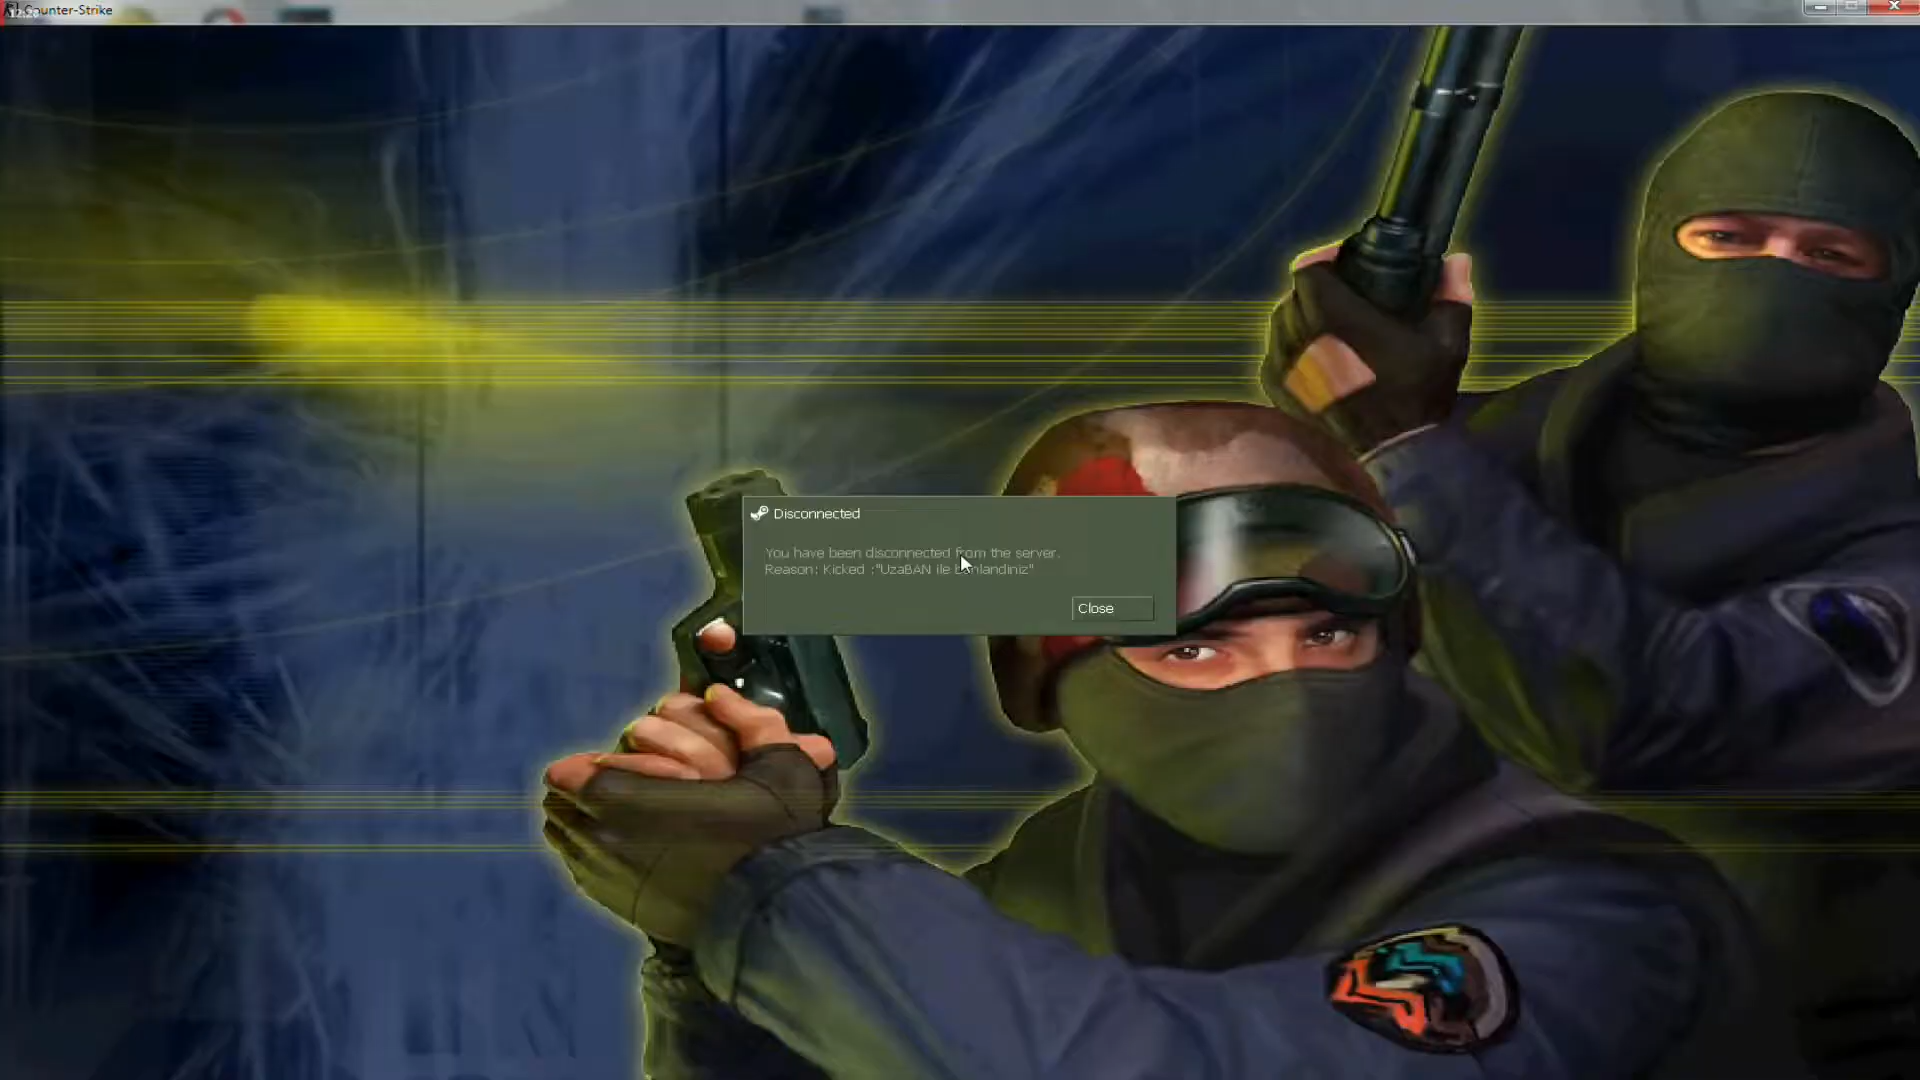 Counter-Strike
Disconnected
You have been disconnected from the server.
Reason: Kicked :"UzaBAN ile
Close